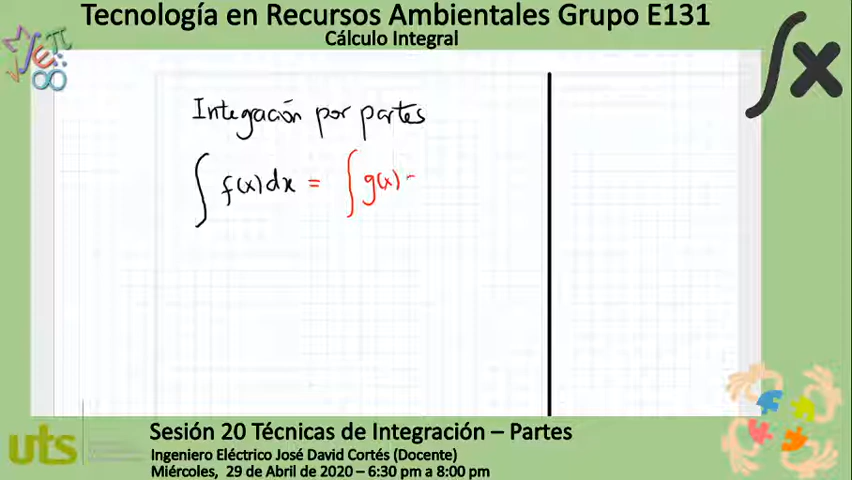 Tecnología en Recursos Ambientales Grupo E131
Cálculo Integral
Integación por partes
∫ f(x)dx = ∫ g(x) -
uts
Sesión 20 Técnicas de Integración – Partes
Ingeniero Eléctrico José David Cortés (Docente)
Miércoles, 29 de Abril de 2020 – 6:30 pm a 8:00 pm